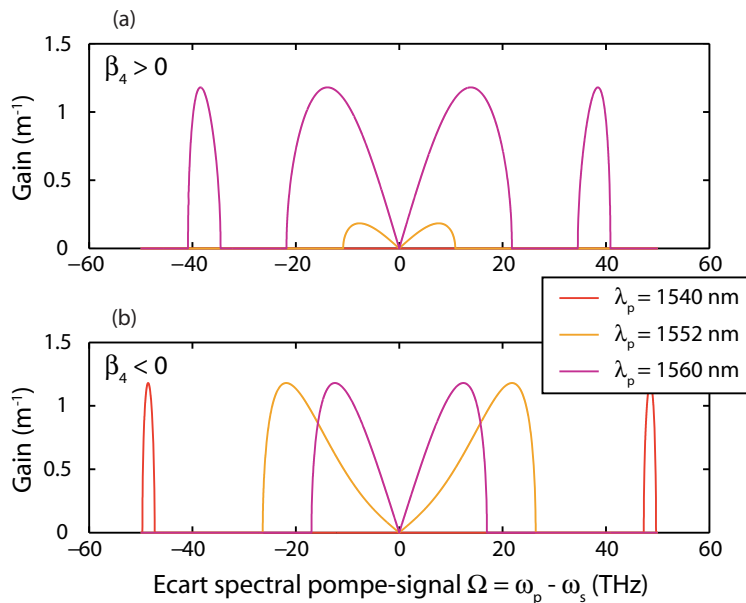 (a)
β₄ > 0
Gain (m⁻¹)
1.5
1
0.5
0
−60 −40 −20 0 20 40 60
(b)
β₄ < 0
Gain (m⁻¹)
1.5
1
0.5
0
−60 −40 −20 0 20 40 60
λₚ = 1540 nm
λₚ = 1552 nm
λₚ = 1560 nm
Ecart spectral pompe-signal Ω = ωₚ - ωₛ (THz)